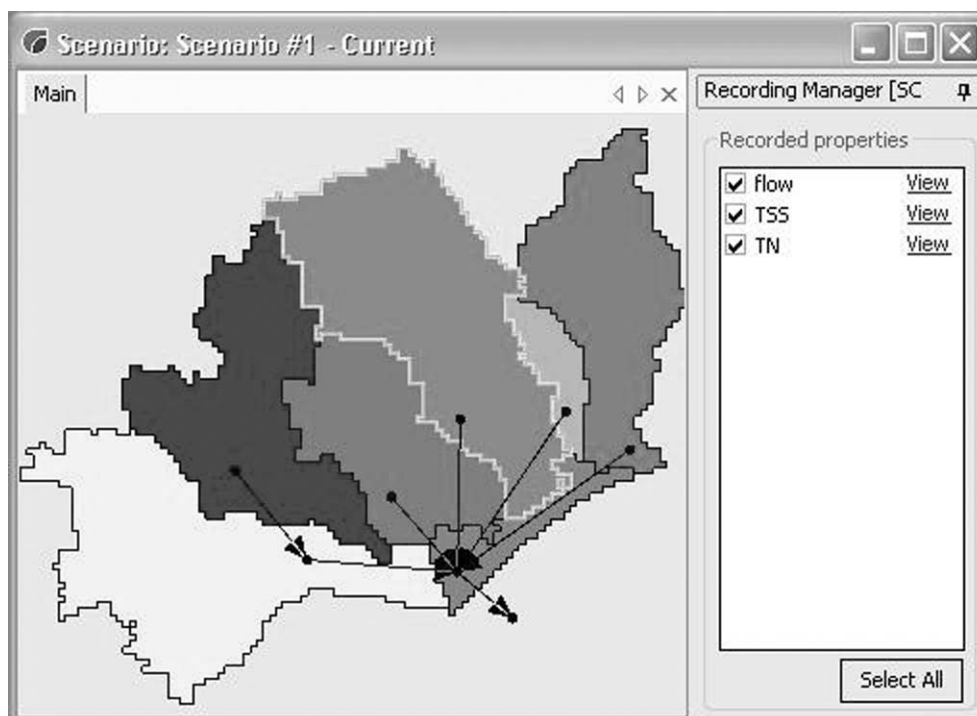 Scenario: Scenario #1 - Current
Main
Recording Manager [SC
Recorded properties
flow View
TSS View
TN View
Select All